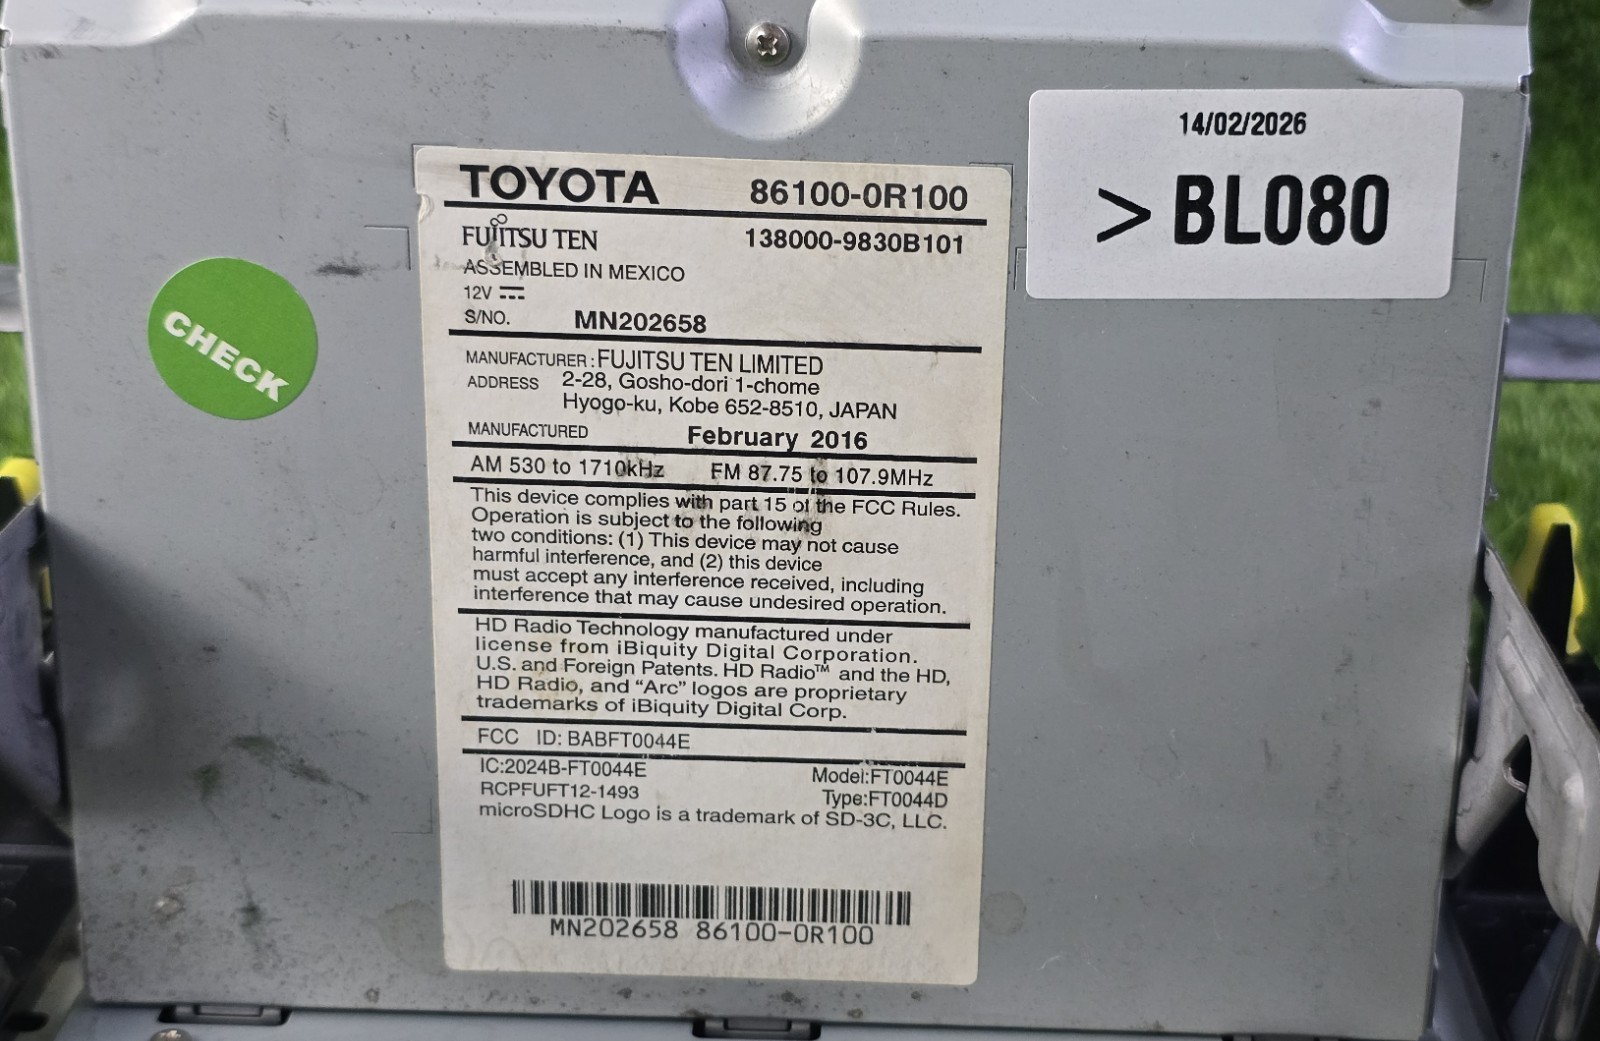 14/02/2026
>BL080
CHECK
TOYOTA 86100-0R100
FUJITSU TEN 138000-9830B101
ASSEMBLED IN MEXICO
12V
S/NO. MN202658
MANUFACTURER : FUJITSU TEN LIMITED
ADDRESS 2-28, Gosho-dori 1-chome
Hyogo-ku, Kobe 652-8510, JAPAN
MANUFACTURED February 2016
AM 530 to 1710kHz FM 87.75 to 107.9MHz
This device complies with part 15 of the FCC Rules.
Operation is subject to the following
two conditions: (1) This device may not cause
harmful interference, and (2) this device
must accept any interference received, including
interference that may cause undesired operation.
HD Radio Technology manufactured under
license from iBiquity Digital Corporation.
U.S. and Foreign Patents. HD Radio™ and the HD,
HD Radio, and “Arc” logos are proprietary
trademarks of iBiquity Digital Corp.
FCC ID: BABFT0044E
IC:2024B-FT0044E Model:FT0044E
RCPFUFT12-1493 Type:FT0044D
microSDHC Logo is a trademark of SD-3C, LLC.
MN202658 86100-0R100